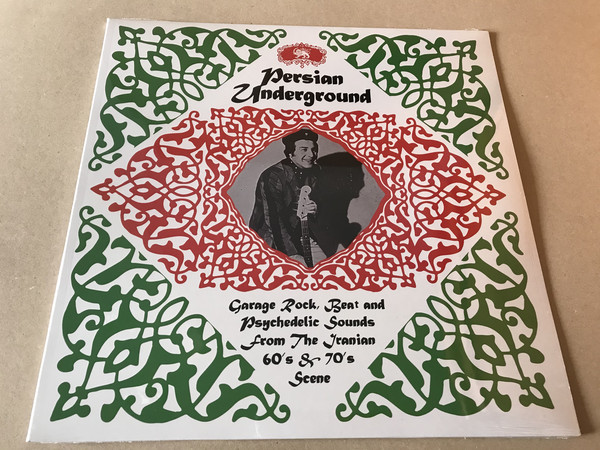 Persian
Underground
Garage Rock, Beat and
Psychedelic Sounds
From The Iranian
60's & 70's
Scene